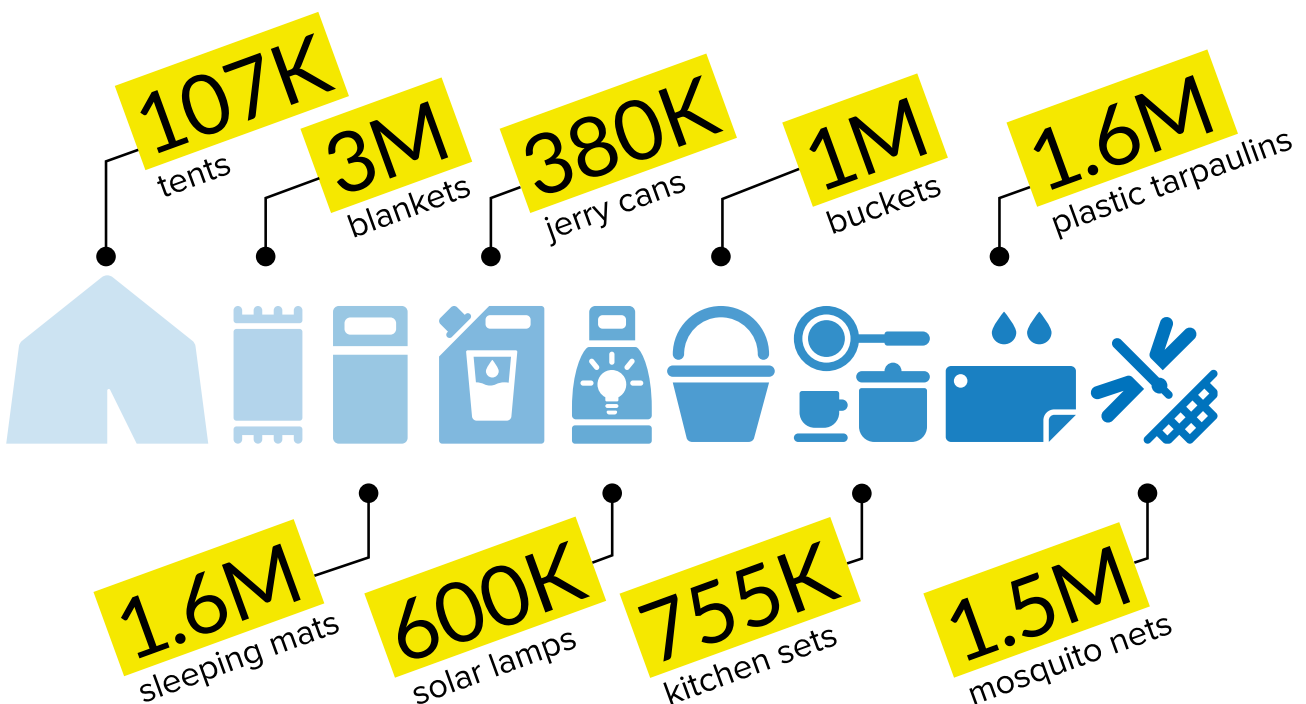 107K
tents
3M
blankets
380K
jerry cans
1M
buckets
1.6M
plastic tarpaulins
1.6M
sleeping mats
600K
solar lamps
755K
kitchen sets
1.5M
mosquito nets